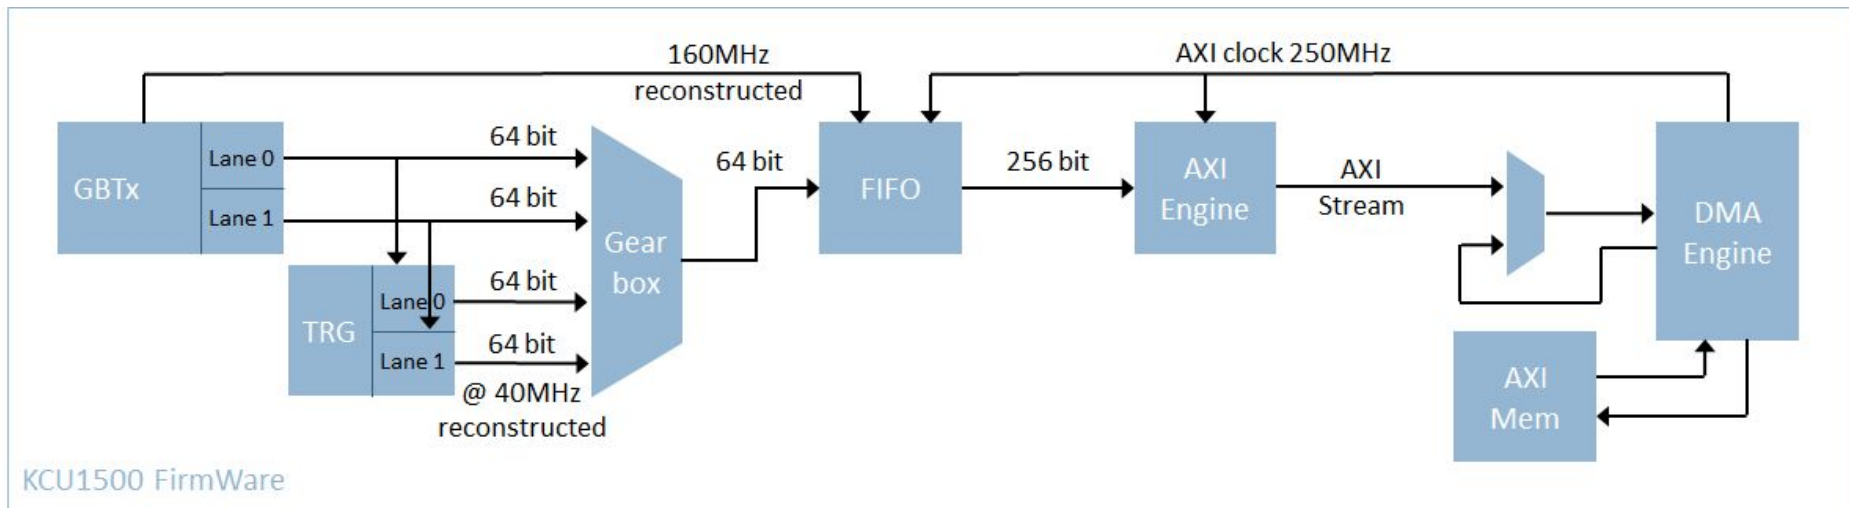 160MHz
reconstructed
AXI clock 250MHz
GBTx
Lane 0
Lane 1
64 bit
64 bit
64 bit
64 bit
@ 40MHz
reconstructed
TRG
Lane 0
Lane 1
Gear
box
64 bit
FIFO
256 bit
AXI
Engine
AXI
Stream
DMA
Engine
AXI
Mem
KCU1500 FirmWare